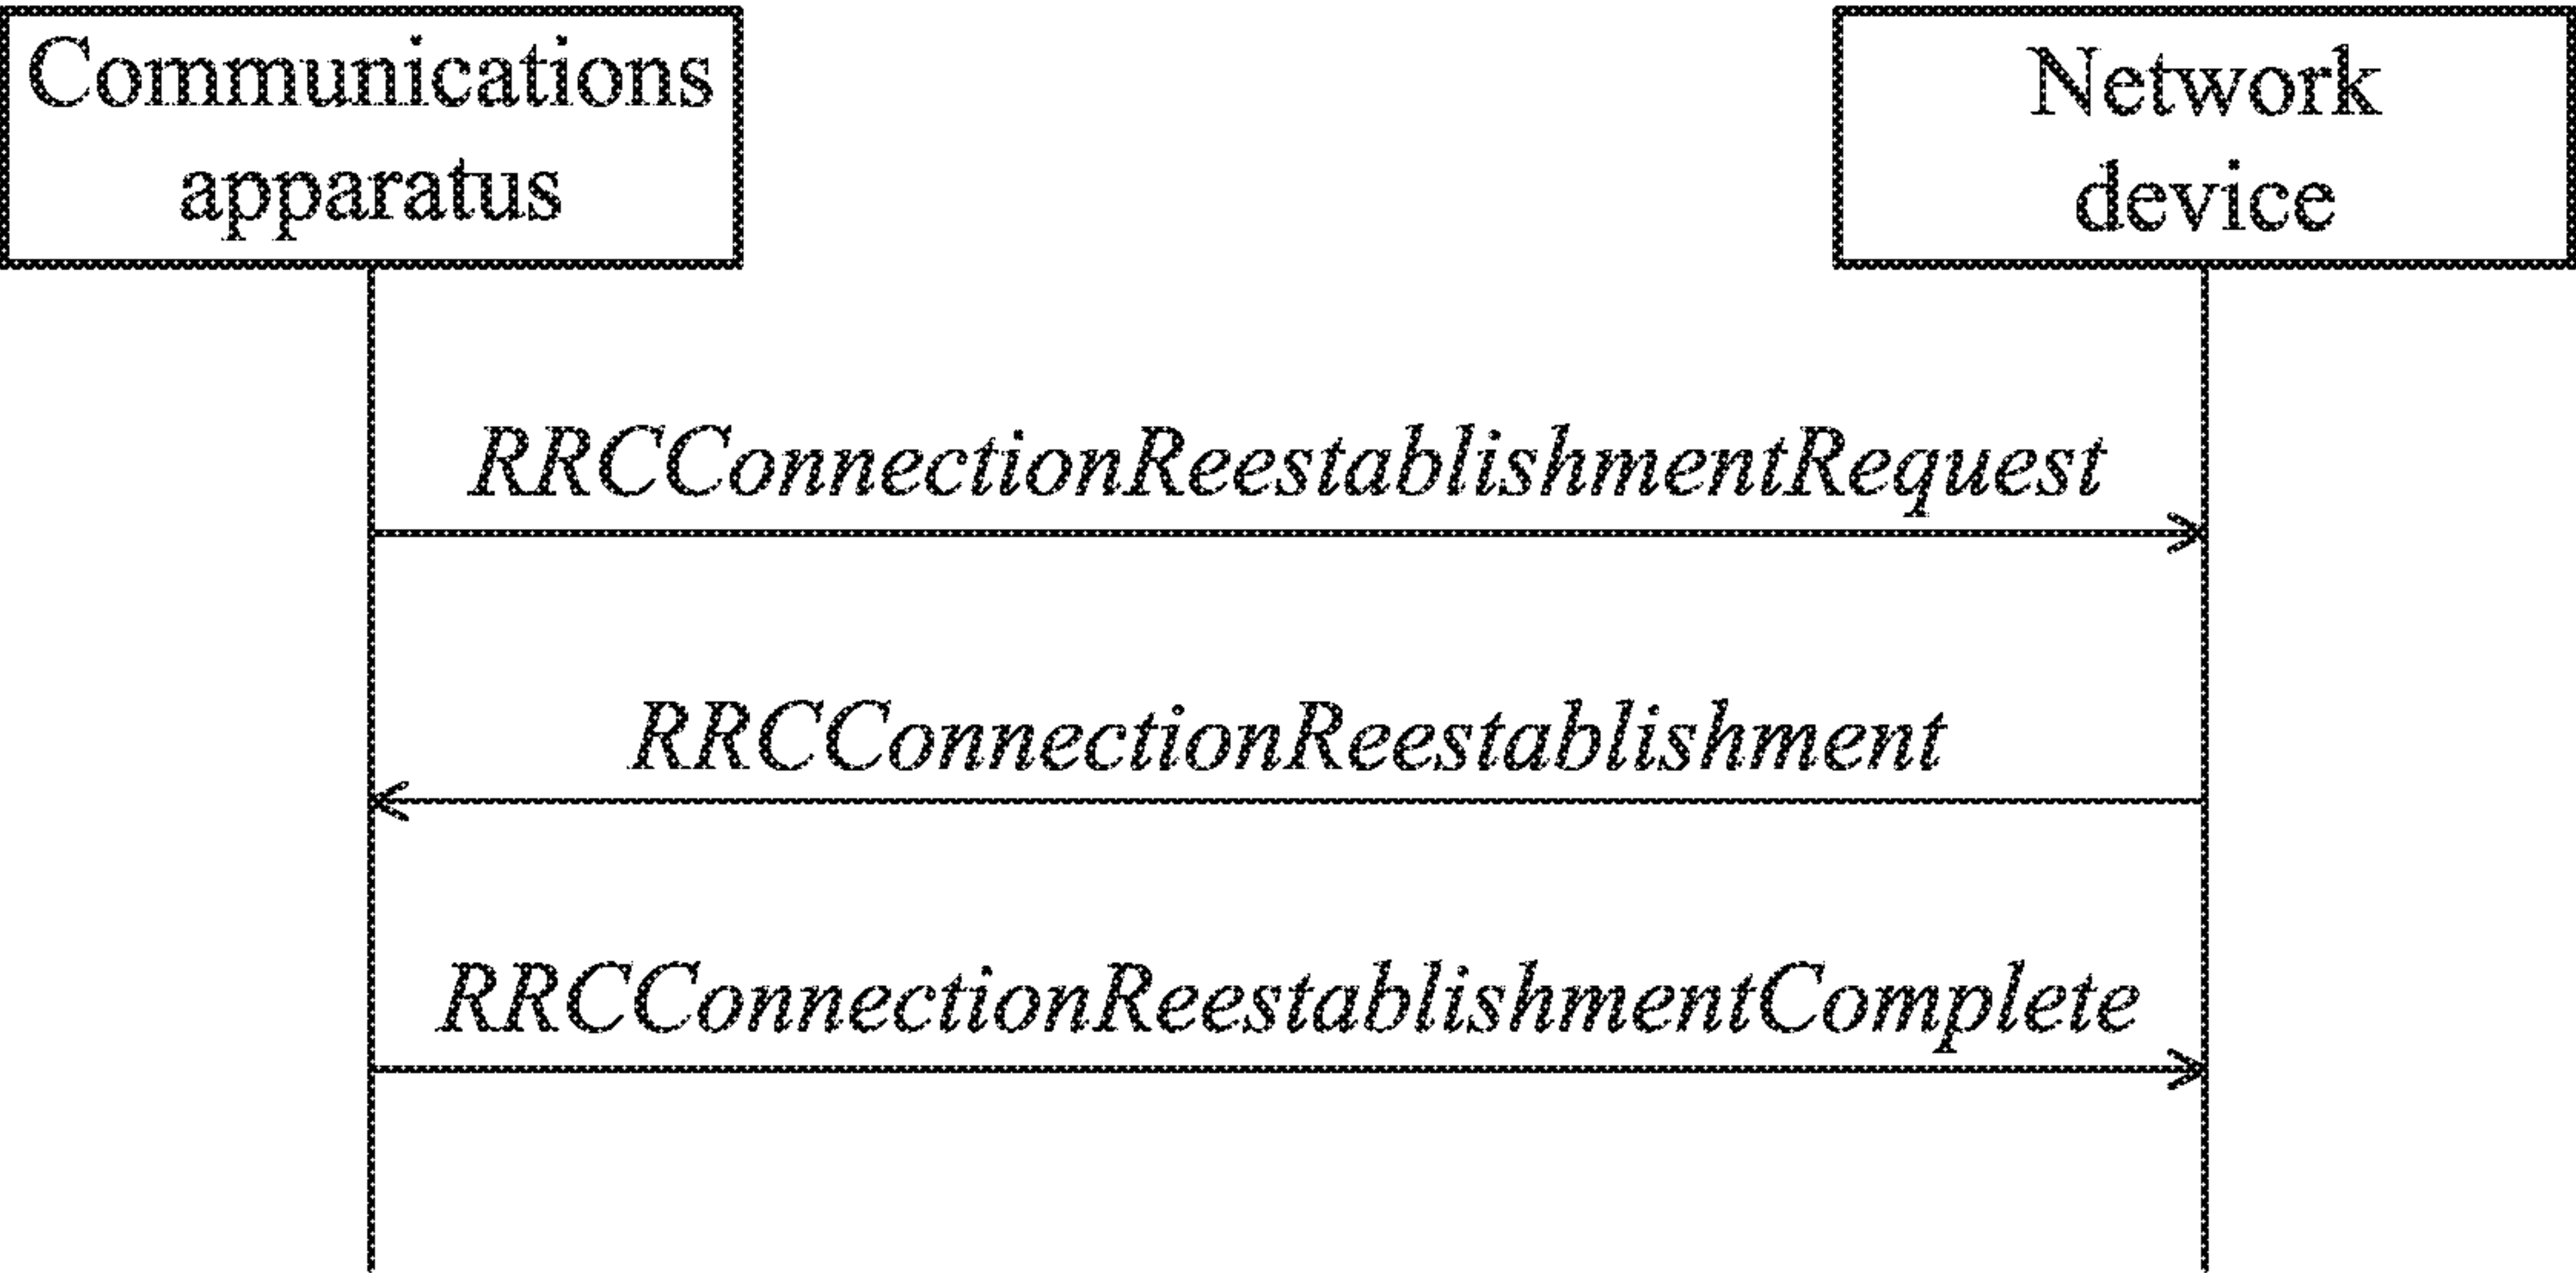 Communications
apparatus
Network
device
RRCConnectionReestablishmentRequest
RRCConnectionReestablishment
RRCConnectionReestablishmentComplete